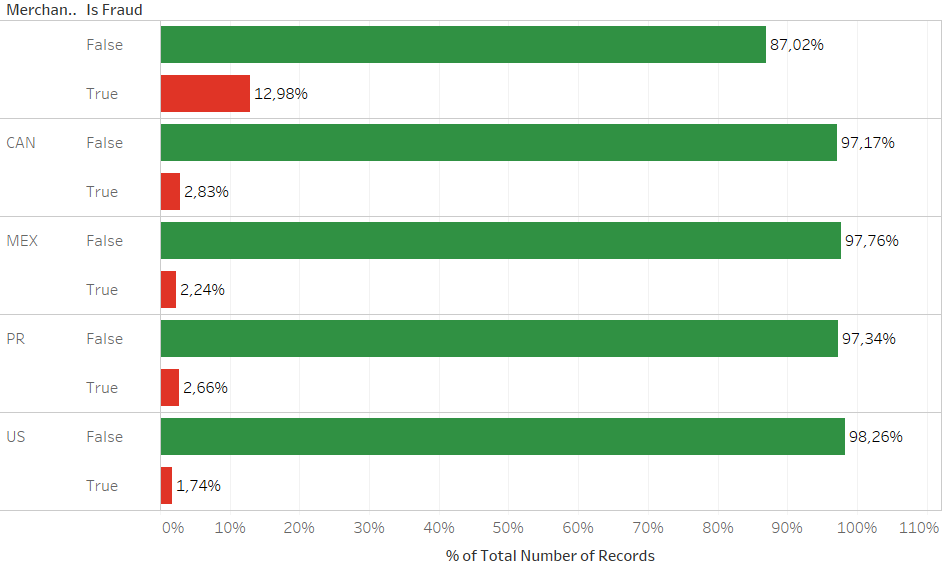 Merchan.. Is Fraud
False 87,02%
True 12,98%
CAN False 97,17%
True 2,83%
MEX False 97,76%
True 2,24%
PR False 97,34%
True 2,66%
US False 98,26%
True 1,74%
0% 10% 20% 30% 40% 50% 60% 70% 80% 90% 100% 110%
% of Total Number of Records